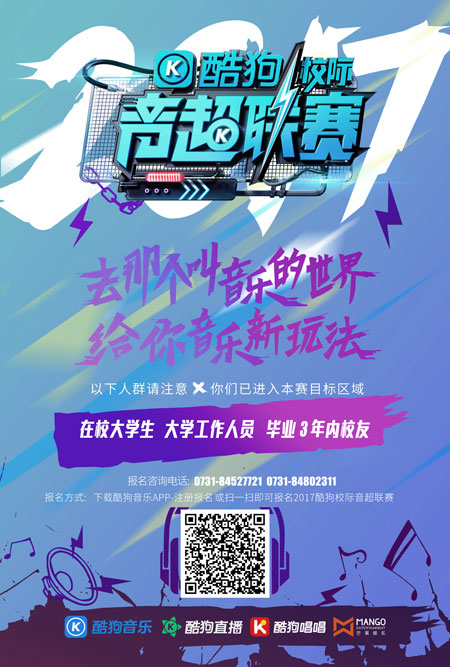 2017
酷狗 校际
音超联赛
去那个叫音乐的世界
给你音乐新玩法
以下人群请注意 ✖ 你们已进入本赛目标区域
在校大学生 大学工作人员 毕业3年内校友
报名咨询电话: 0731-84527721 0731-84802311
报名方式: 下载酷狗音乐APP-注册报名 或扫一扫即可报名2017酷狗校际音超联赛
酷狗音乐 酷狗直播 酷狗唱唱 MANGO
ENTERTAINMENT
芒果娱乐